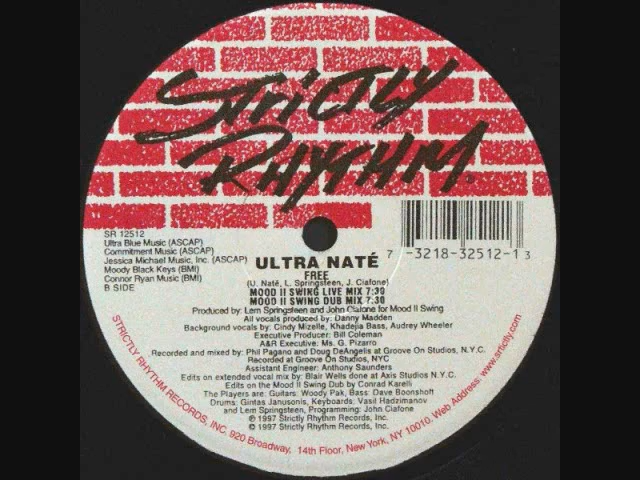 STRICTLY
RHYTHM.
SR 12512
Ultra Blue Music (ASCAP)
Commitment Music (ASCAP)
Jessica Michael Music, Inc. (ASCAP)
Moody Black Keys (BMI)
Connor Ryan Music (BMI)
B SIDE
7 -3218-32512-1 3
ULTRA NATÉ
FREE
(U. Naté, L. Springsteen, J. Ciafone)
MOOD II SWING LIVE MIX 7:30
MOOD II SWING DUB MIX 7:30
Produced by: Lem Springsteen and John Ciafone for Mood II Swing
All vocals produced by: Danny Madden
Background vocals by: Cindy Mizelle, Khadejia Bass, Audrey Wheeler
Executive Producer: Bill Coleman
A&R Executive: Ms. G. Pizarro
Recorded and mixed by: Phil Pagano and Doug DeAngelis at Groove On Studios, N.Y.C.
Recorded at Groove On Studios, NYC
Assistant Engineer: Anthony Saunders
Edits on extended vocal mix by: Blair Wells done at Axis Studios N.Y.C.
Edits on the Mood II Swing Dub by Conrad Karelli
The Players are: Guitars: Woody Pak, Bass: Dave Boonshoft
Drums: Gintas Janusonis, Keyboards: Vasil Hadzimanov
and Lem Springsteen, Programming: John Ciafone
℗ 1997 Strictly Rhythm Records, Inc.
© 1997 Strictly Rhythm Records, Inc.
STRICTLY RHYTHM RECORDS, INC. 920 Broadway, 14th Floor, New York, NY 10010. Web Address: www.strictly.com